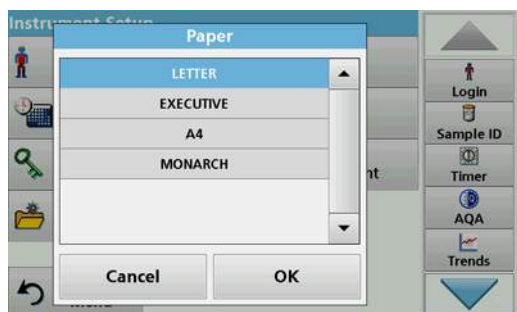 Instrument Setup
Paper
LETTER
EXECUTIVE
A4
MONARCH
Cancel
OK
Login
Sample ID
Timer
AQA
Trends